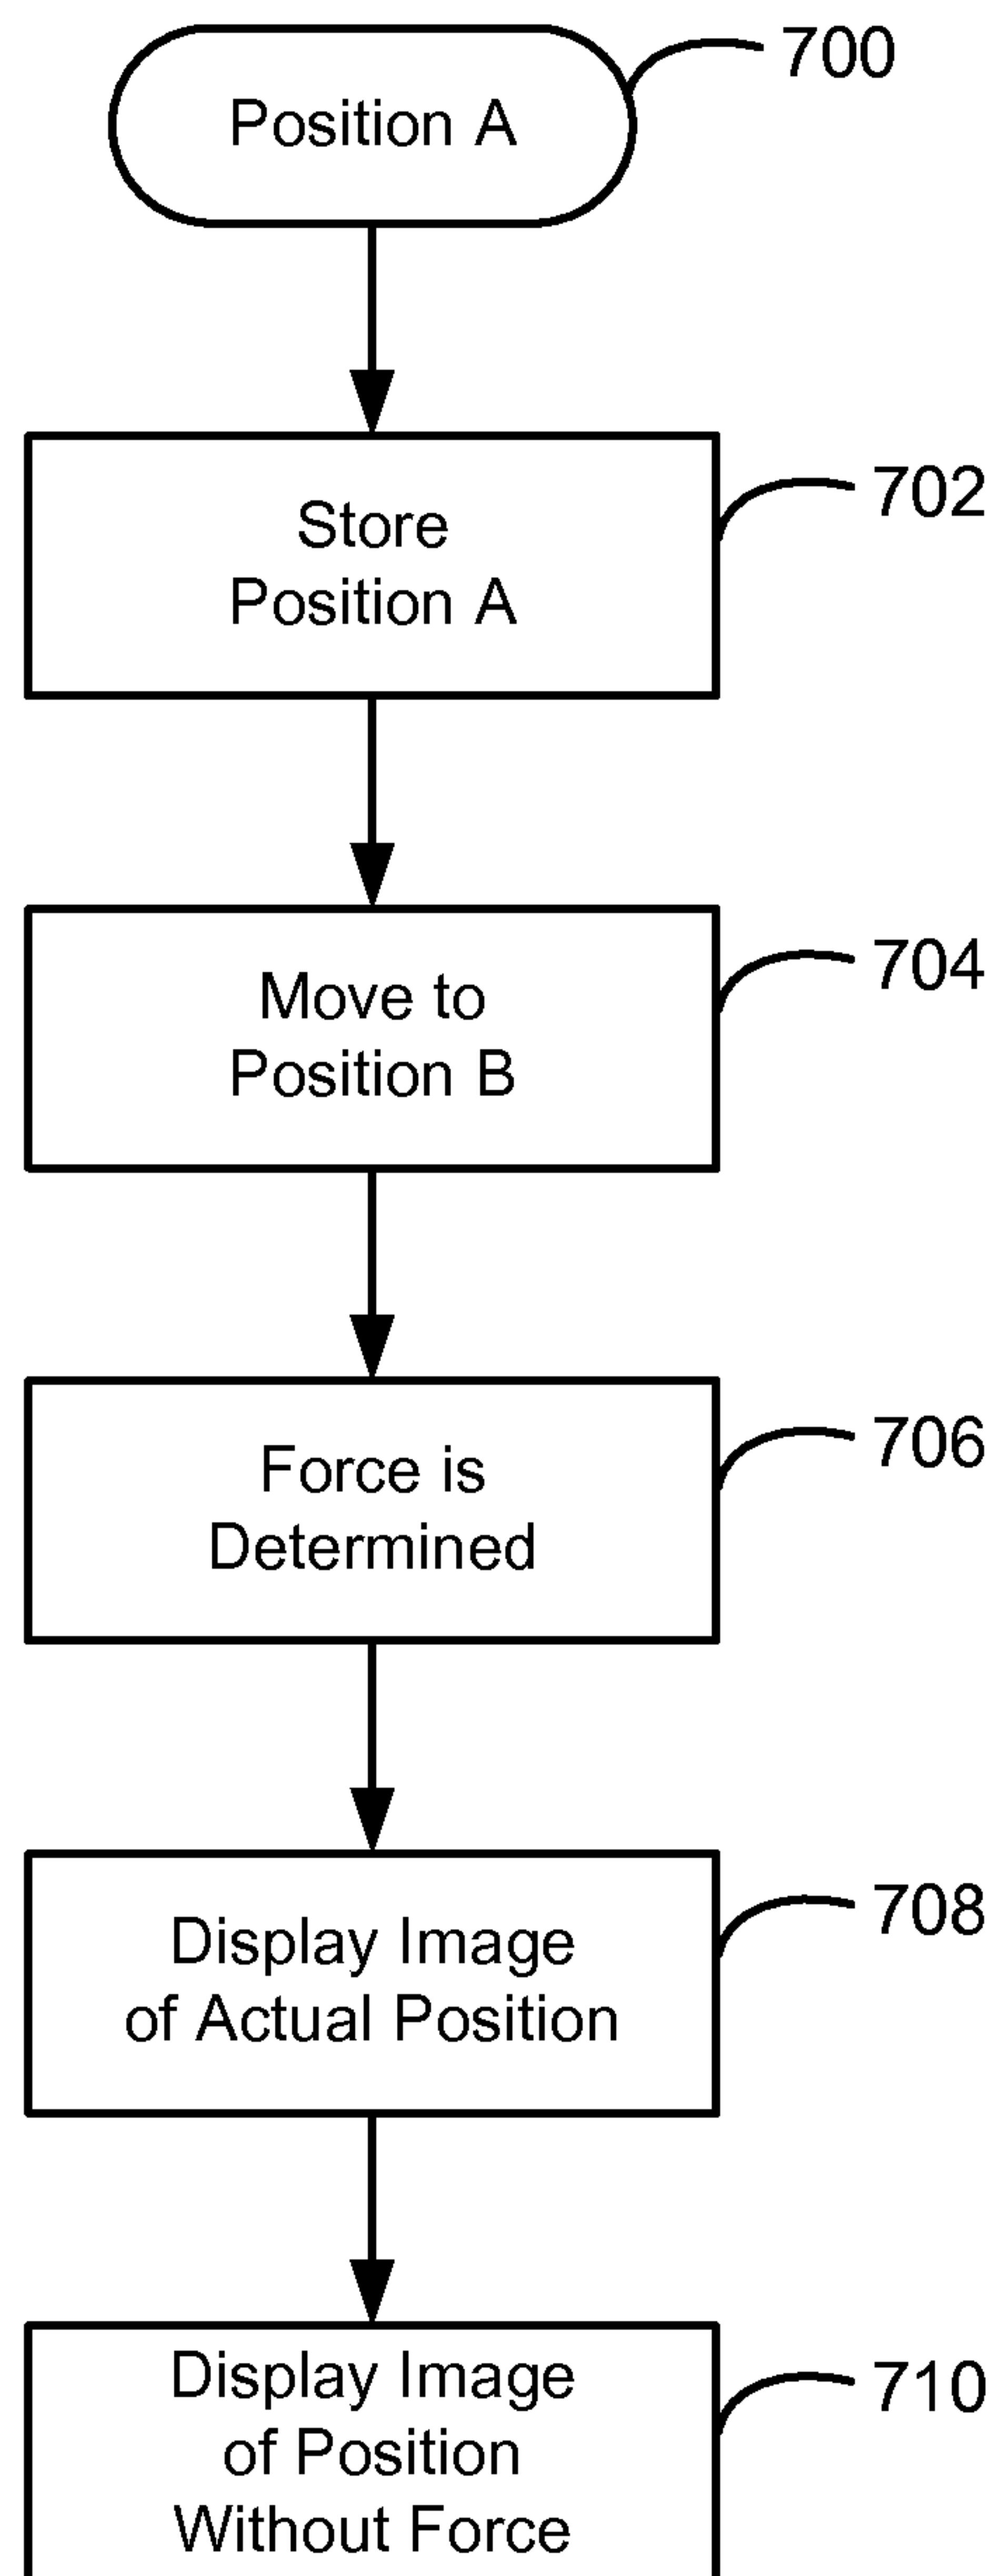 Position A
700
Store
Position A
702
Move to
Position B
704
Force is
Determined
706
Display Image
of Actual Position
708
Display Image
of Position
Without Force
710